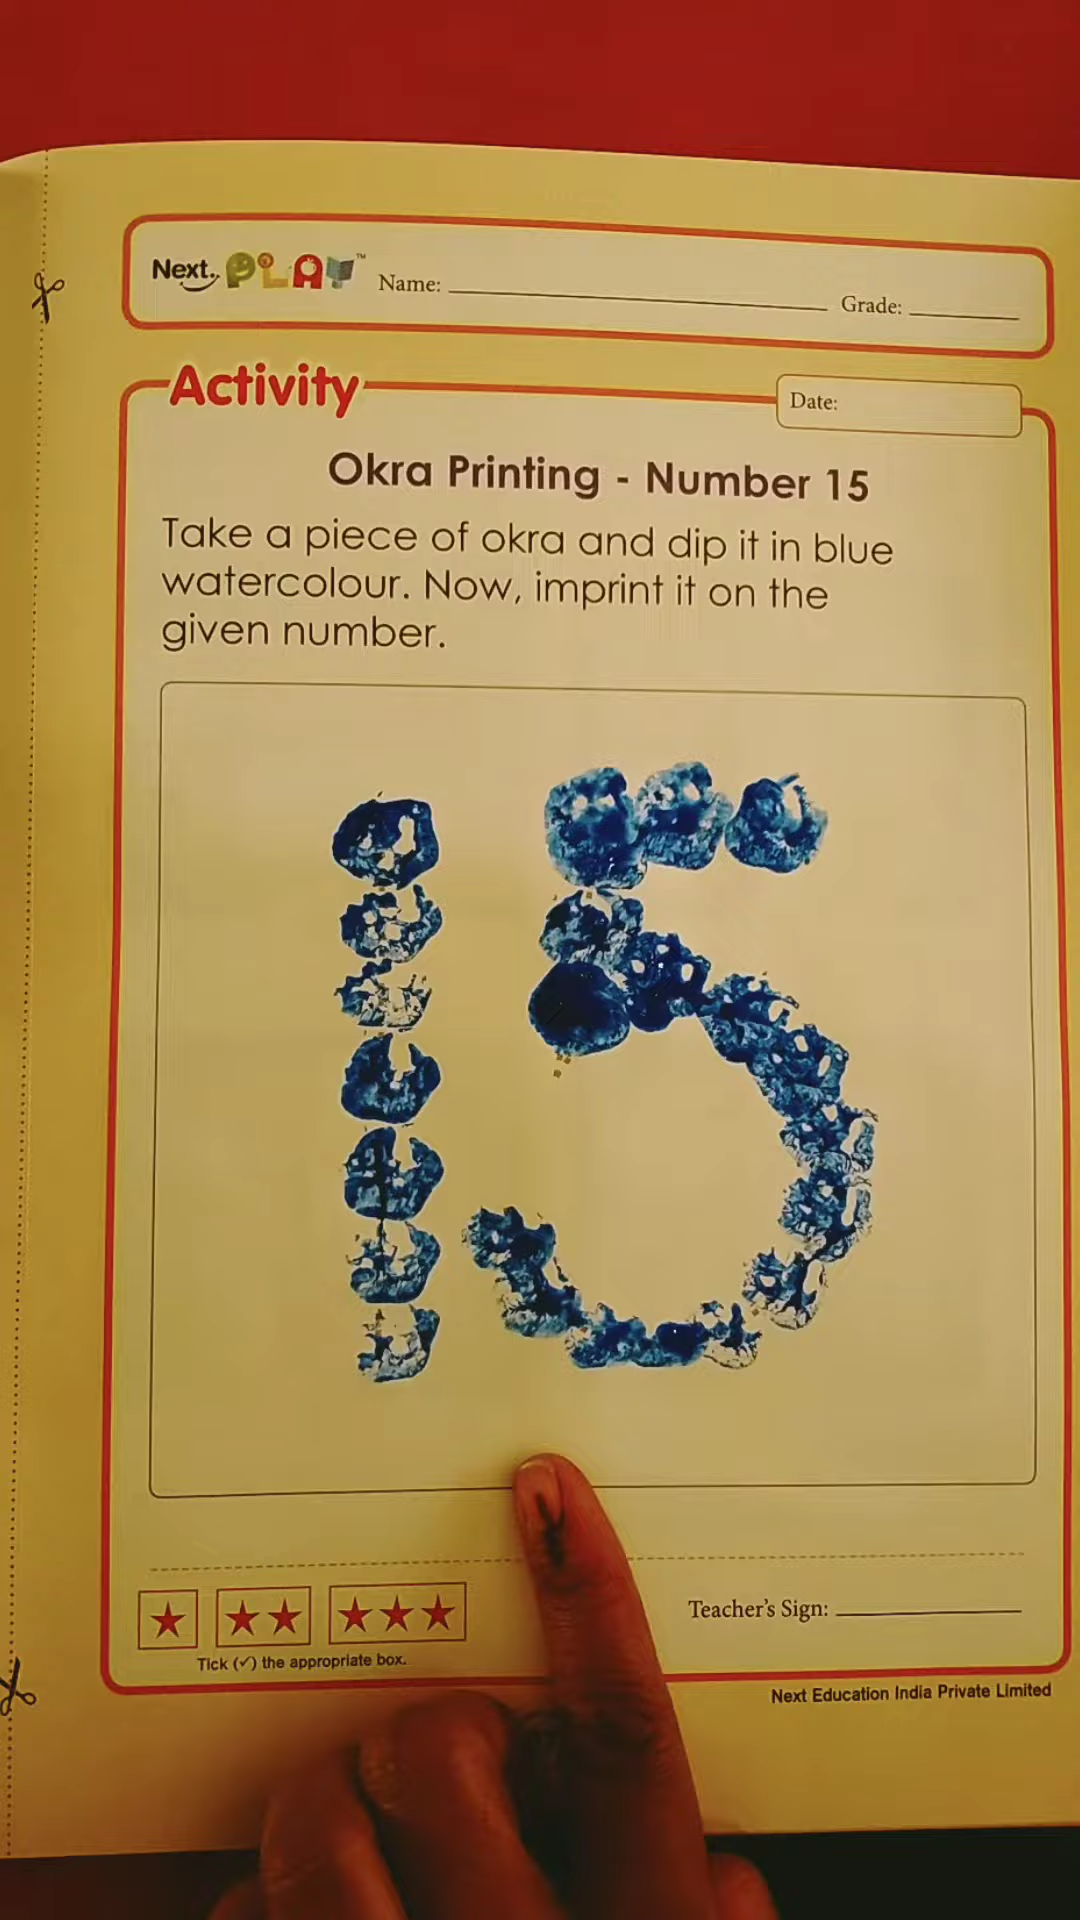 Next. PLAY™ Name: Grade:
Activity
Date:
Okra Printing - Number 15
Take a piece of okra and dip it in blue
watercolour. Now, imprint it on the
given number.
15
Teacher's Sign:
Tick (✓) the appropriate box.
Next Education India Private Limited